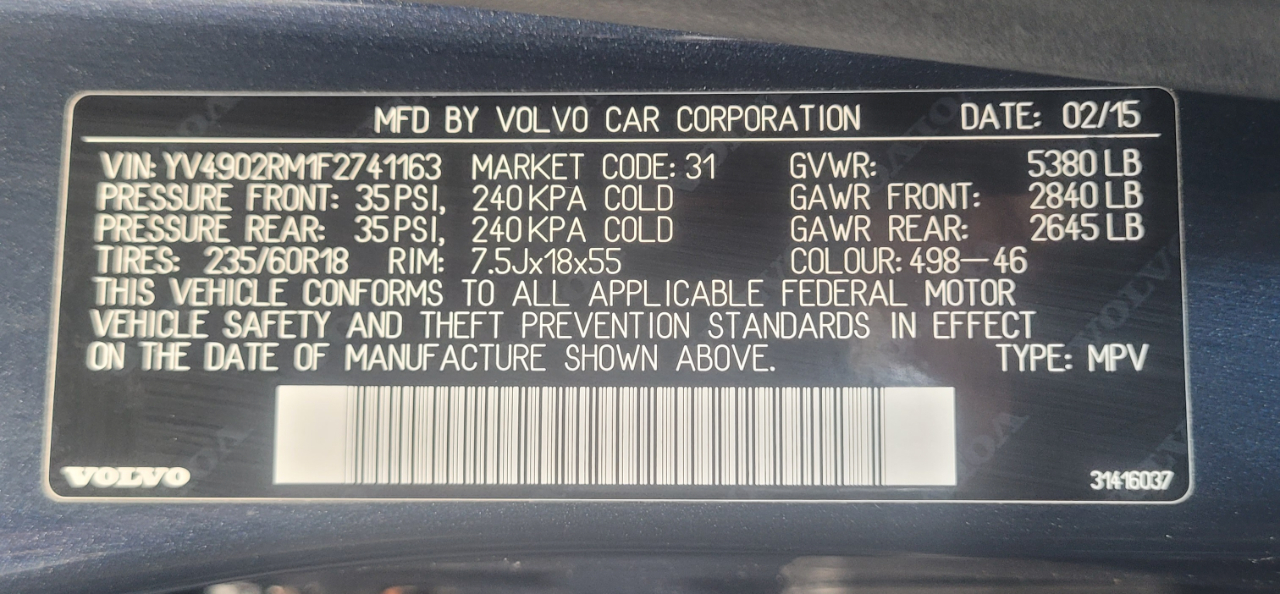 MFD BY VOLVO CAR CORPORATION DATE: 02/15
VIN: YV4902RM1F2741163 MARKET CODE: 31 GVWR: 5380 LB
PRESSURE FRONT: 35 PSI, 240 KPA COLD GAWR FRONT: 2840 LB
PRESSURE REAR: 35 PSI, 240 KPA COLD GAWR REAR: 2645 LB
TIRES: 235/60R18 RIM: 7.5Jx18x55 COLOUR: 498-46
THIS VEHICLE CONFORMS TO ALL APPLICABLE FEDERAL MOTOR
VEHICLE SAFETY AND THEFT PREVENTION STANDARDS IN EFFECT
ON THE DATE OF MANUFACTURE SHOWN ABOVE. TYPE: MPV
VOLVO 31416037